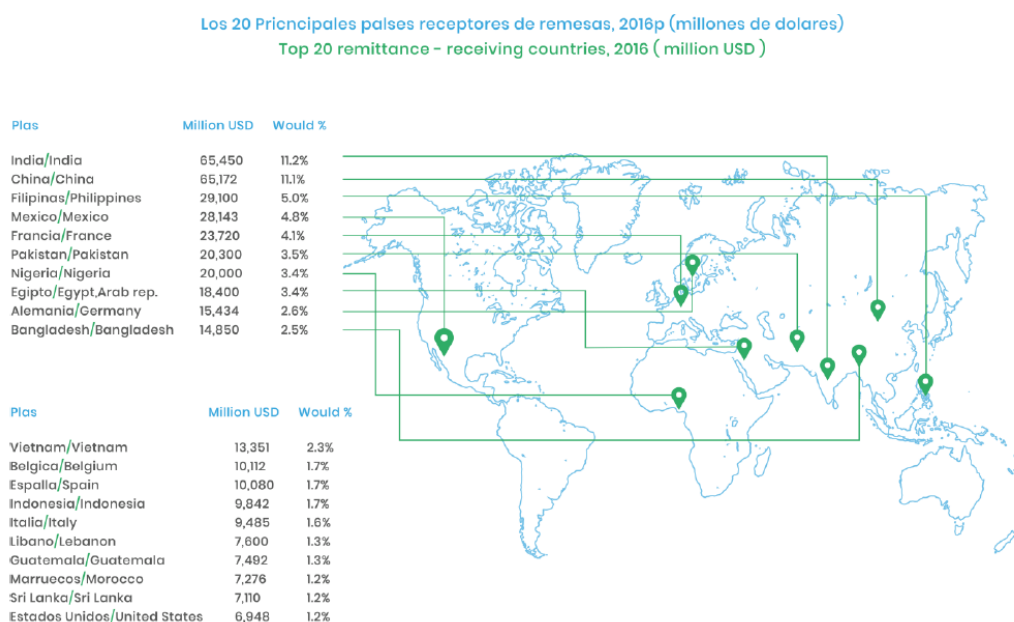 Los 20 Pricncipales palses receptores de remesas, 2016p (millones de dolares)
Top 20 remittance - receiving countries, 2016 ( million USD )
Plas Million USD Would %
India/India 65,450 11.2%
China/China 65,172 11.1%
Filipinas/Philippines 29,100 5.0%
Mexico/Mexico 28,143 4.8%
Francia/France 23,720 4.1%
Pakistan/Pakistan 20,300 3.5%
Nigeria/Nigeria 20,000 3.4%
Egipto/Egypt,Arab rep. 18,400 3.4%
Alemania/Germany 15,434 2.6%
Bangladesh/Bangladesh 14,850 2.5%
Plas Million USD Would %
Vietnam/Vietnam 13,351 2.3%
Belgica/Belgium 10,112 1.7%
Espalla/Spain 10,080 1.7%
Indonesia/Indonesia 9,842 1.7%
Italia/Italy 9,485 1.6%
Libano/Lebanon 7,600 1.3%
Guatemala/Guatemala 7,492 1.3%
Marruecos/Morocco 7,276 1.2%
Sri Lanka/Sri Lanka 7,110 1.2%
Estados Unidos/United States 6,948 1.2%